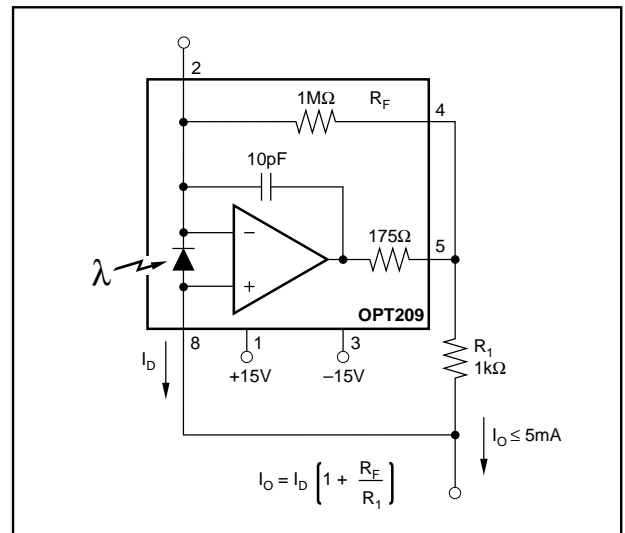 2
1MΩ R_F 4
10pF
175Ω 5
−
+
λ
OPT209
8 1 3
I_D
+15V –15V
R_1
1kΩ
I_O ≤ 5mA
I_O = I_D (1 + R_F / R_1)